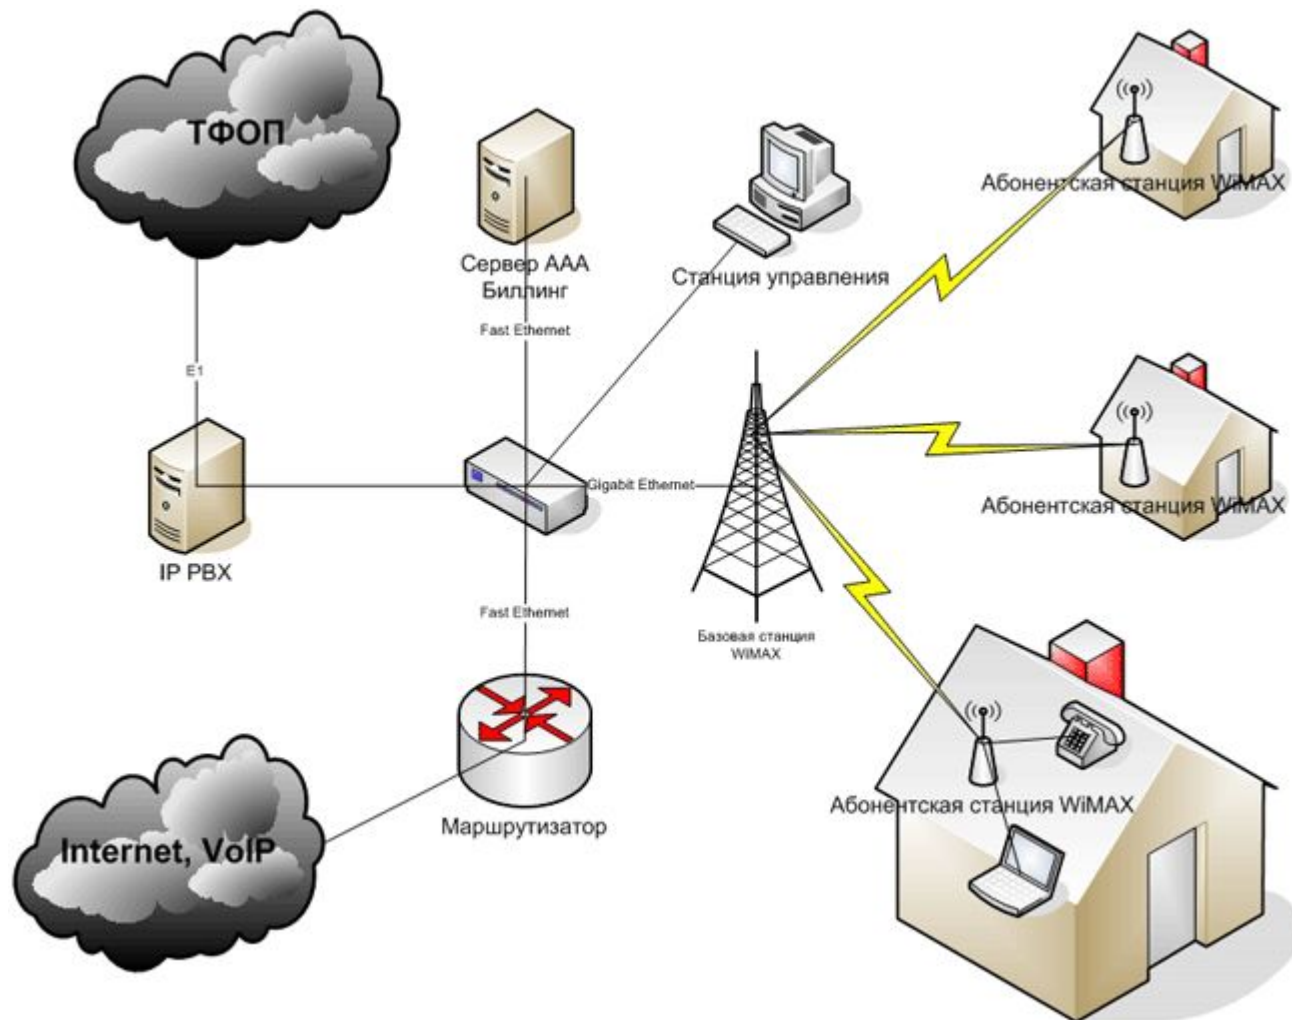 ТФОП
Сервер ААА
Биллинг
Станция управления
Абонентская станция WiMAX
Fast Ethernet
E1
Gigabit Ethernet
Абонентская станция WiMAX
IP PBX
Fast Ethernet
Базовая станция
WiMAX
Абонентская станция WiMAX
Маршрутизатор
Internet, VoIP